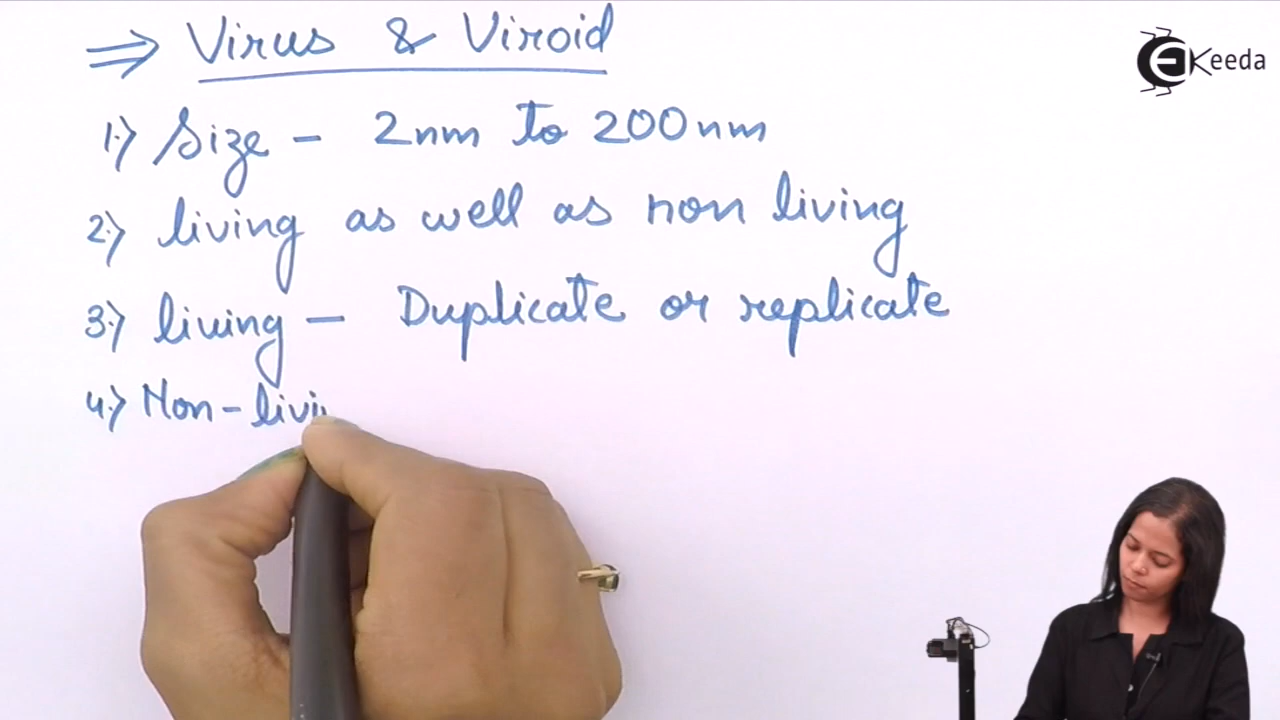 ⇒ Virus & Viroid
1.) Size - 2nm to 200nm
2.) living as well as non living
3.) living - Duplicate or replicate
4.) Non-livi
EKeeda